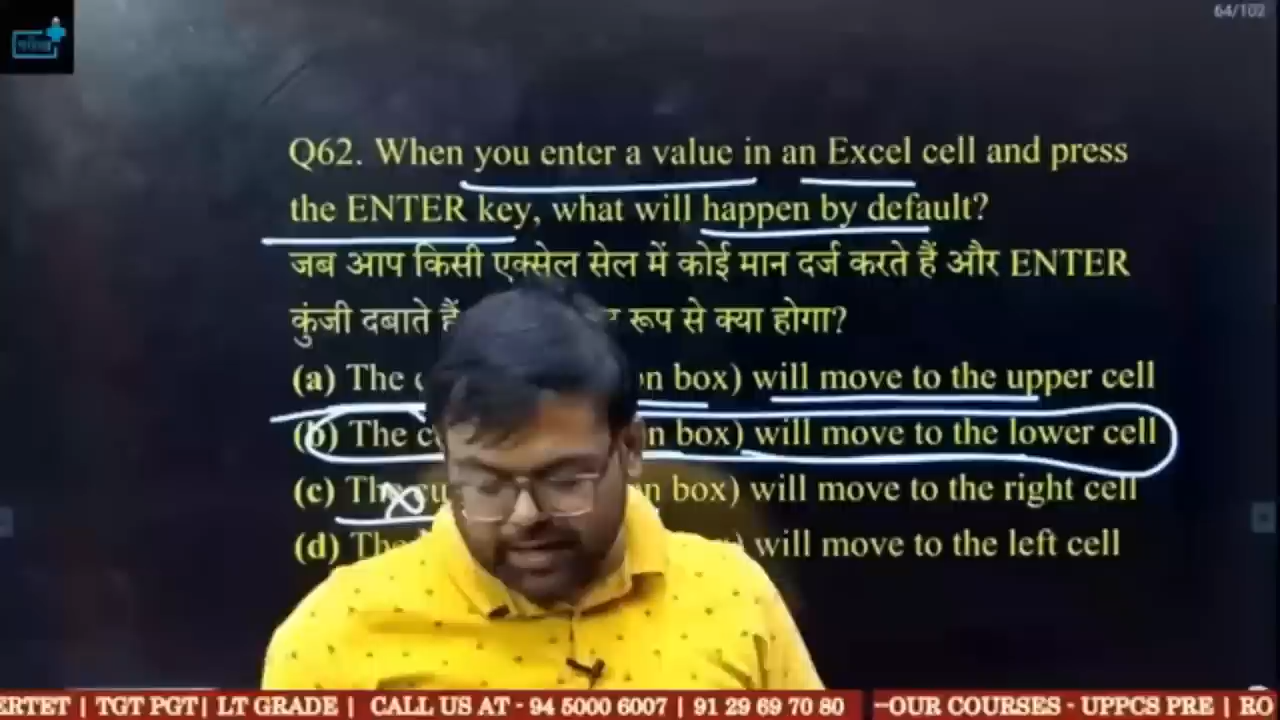 64/102
Q62. When you enter a value in an Excel cell and press
the ENTER key, what will happen by default?
जब आप किसी एक्सेल सेल में कोई मान दर्ज करते हैं और ENTER
कुंजी दबाते हैं रूप से क्या होगा?
(a) The box) will move to the upper cell
(b) The box) will move to the lower cell
(c) The box) will move to the right cell
(d) The will move to the left cell
ERTET | TGT PGT| LT GRADE | CALL US AT - 94 5000 6007 | 91 29 69 70 80 -OUR COURSES - UPPCS PRE | RO